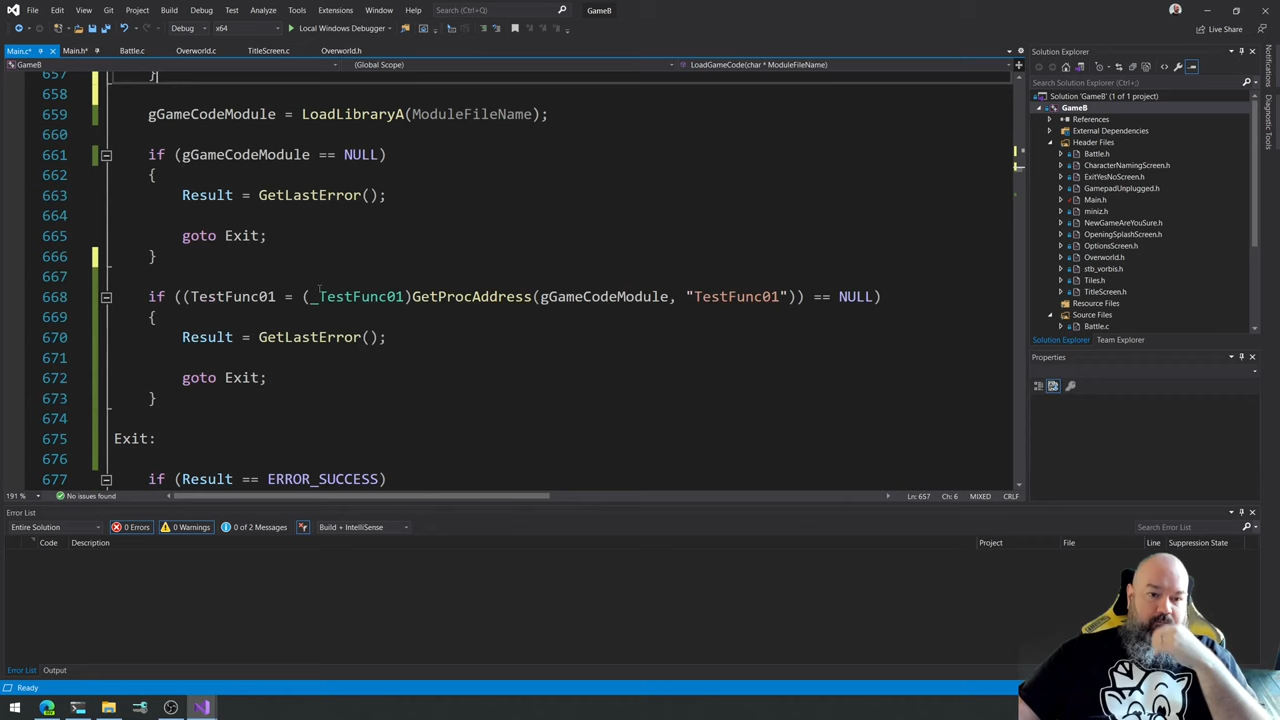 File Edit View Project Build Debug Test Analyze Tools Extensions Window Help Search (Ctrl+Q) GameB
Debug x64 Local Windows Debugger Live Share
Main.c* Main.h* Battle.c Overworld.c TitleScreen.c Overworld.h
GameB (Global Scope) LoadGameCode(char * ModuleFileName)
657 }
658
659 gGameCodeModule = LoadLibraryA(ModuleFileName);
660
661 if (gGameCodeModule == NULL)
662 {
663 Result = GetLastError();
664
665 goto Exit;
666 }
667
668 if ((TestFunc01 = (_TestFunc01)GetProcAddress(gGameCodeModule, "TestFunc01")) == NULL)
669 {
670 Result = GetLastError();
671
672 goto Exit;
673 }
674
675 Exit:
676
677 if (Result == ERROR_SUCCESS)
191 % No issues found Ln: 657 Ch: 6 MIXED CRLF
Solution Explorer
Search Solution Explorer (Ctrl+;)
Solution 'GameB' (1 of 1 project)
GameB
References
External Dependencies
Header Files
Battle.h
CharacterNamingScreen.h
ExitYesNoScreen.h
GamepadUnplugged.h
Main.h
miniz.h
NewGameAreYouSure.h
OpeningSplashScreen.h
OptionsScreen.h
Overworld.h
stb_vorbis.h
Tiles.h
TitleScreen.h
Resource Files
Source Files
Battle.c
Solution Explorer Team Explorer
Properties
Notifications
Diagnostic Tools
Error List
Entire Solution 0 Errors 0 Warnings 0 of 2 Messages Build + IntelliSense Search Error List
Code Description Project File Line Suppression State
Error List Output
Ready